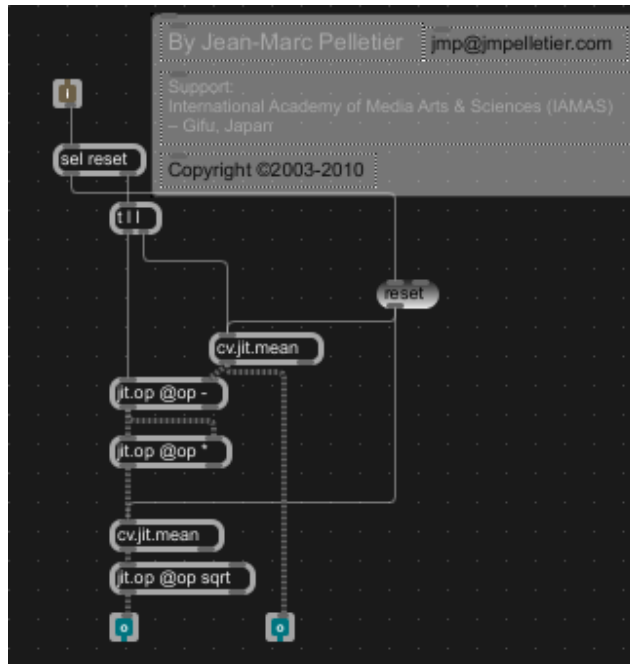 By Jean-Marc Pelletier
jmp@jmpelletier.com
Support:
International Academy of Media Arts & Sciences (IAMAS)
– Gifu, Japan
Copyright ©2003-2010
i
sel reset
t l l
reset
cv.jit.mean
jit.op @op -
jit.op @op *
cv.jit.mean
jit.op @op sqrt
o
o